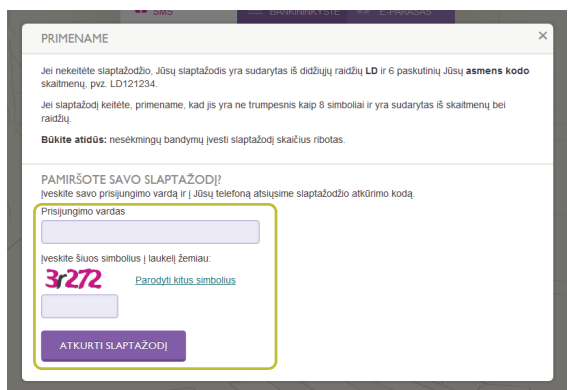 SMS
BANKININKYSTĖ
E-PARAŠAS
PRIMENAME
×
Jei nekeitėte slaptažodžio, Jūsų slaptažodis yra sudarytas iš didžiųjų raidžių LD ir 6 paskutinių Jūsų asmens kodo
skaitmenų, pvz. LD121234.
Jei slaptažodį keitėte, primename, kad jis yra ne trumpesnis kaip 8 simboliai ir yra sudarytas iš skaitmenų bei
raidžių.
Būkite atidūs: nesėkmingų bandymų įvesti slaptažodį skaičius ribotas.
PAMIRŠOTE SAVO SLAPTAŽODĮ?
Įveskite savo prisijungimo vardą ir į Jūsų telefoną atsiųsime slaptažodžio atkūrimo kodą.
Prisijungimo vardas
Įveskite šiuos simbolius į laukelį žemiau:
3r272
Parodyti kitus simbolius
ATKURTI SLAPTAŽODĮ